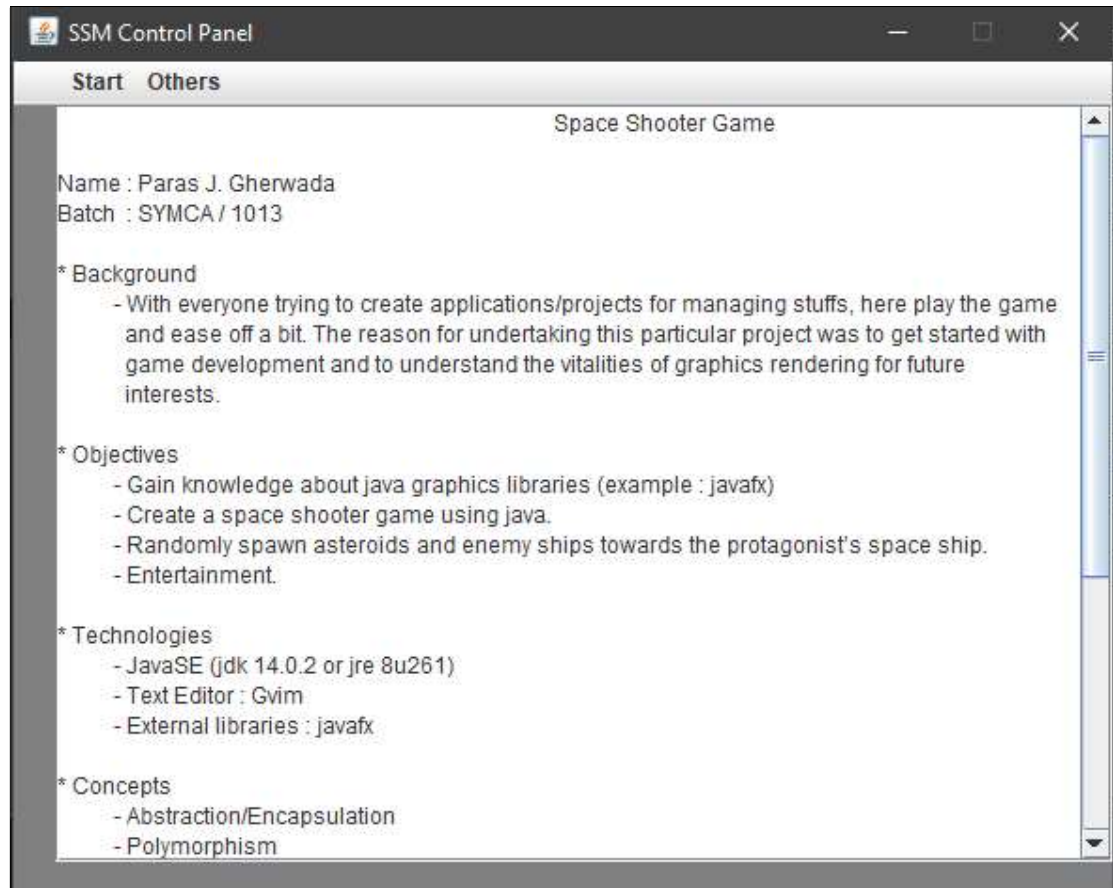 SSM Control Panel
Start Others
Space Shooter Game
Name : Paras J. Gherwada
Batch : SYMCA / 1013
* Background
- With everyone trying to create applications/projects for managing stuffs, here play the game
and ease off a bit. The reason for undertaking this particular project was to get started with
game development and to understand the vitalities of graphics rendering for future
interests.
* Objectives
- Gain knowledge about java graphics libraries (example : javafx)
- Create a space shooter game using java.
- Randomly spawn asteroids and enemy ships towards the protagonist's space ship.
- Entertainment.
* Technologies
- JavaSE (jdk 14.0.2 or jre 8u261)
- Text Editor : Gvim
- External libraries : javafx
* Concepts
- Abstraction/Encapsulation
- Polymorphism